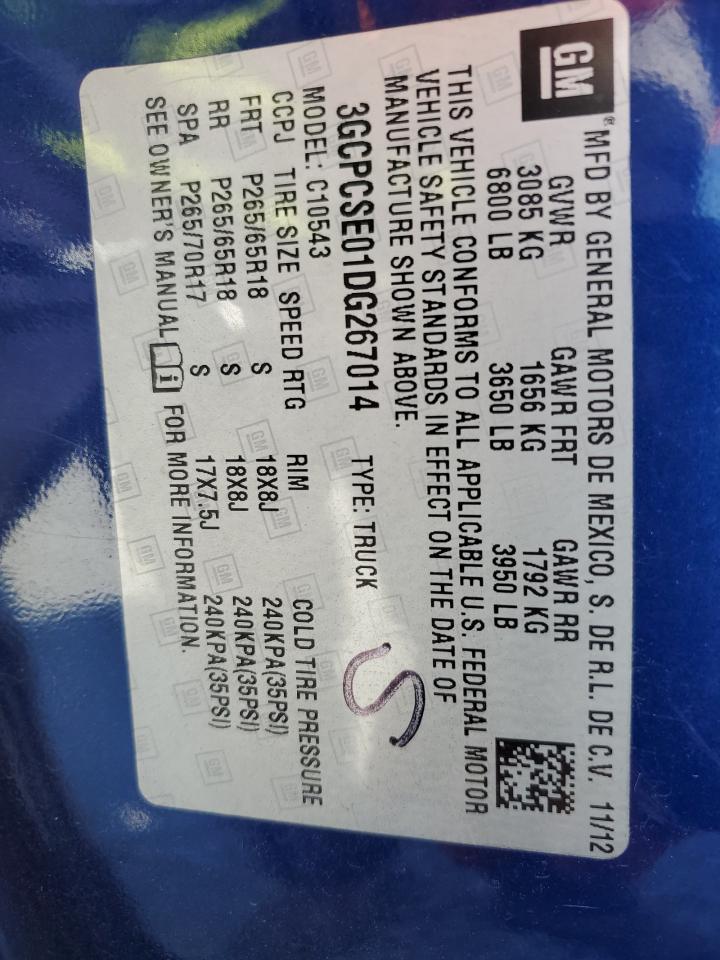 GM ® MFD BY GENERAL MOTORS DE MEXICO, S. DE R.L. DE C.V. 11/12
GVWR GAWR FRT GAWR RR
3085 KG 1656 KG 1792 KG
6800 LB 3650 LB 3950 LB
THIS VEHICLE CONFORMS TO ALL APPLICABLE U.S. FEDERAL MOTOR
VEHICLE SAFETY STANDARDS IN EFFECT ON THE DATE OF
MANUFACTURE SHOWN ABOVE.
3GCPCSE01DG267014 TYPE: TRUCK S
MODEL: C10543
CCPJ TIRE SIZE SPEED RTG RIM COLD TIRE PRESSURE
FRT P265/65R18 S 18X8J 240KPA(35PSI)
RR P265/65R18 S 18X8J 240KPA(35PSI)
SPA P265/70R17 S 17X7.5J 240KPA(35PSI)
SEE OWNER'S MANUAL i FOR MORE INFORMATION.